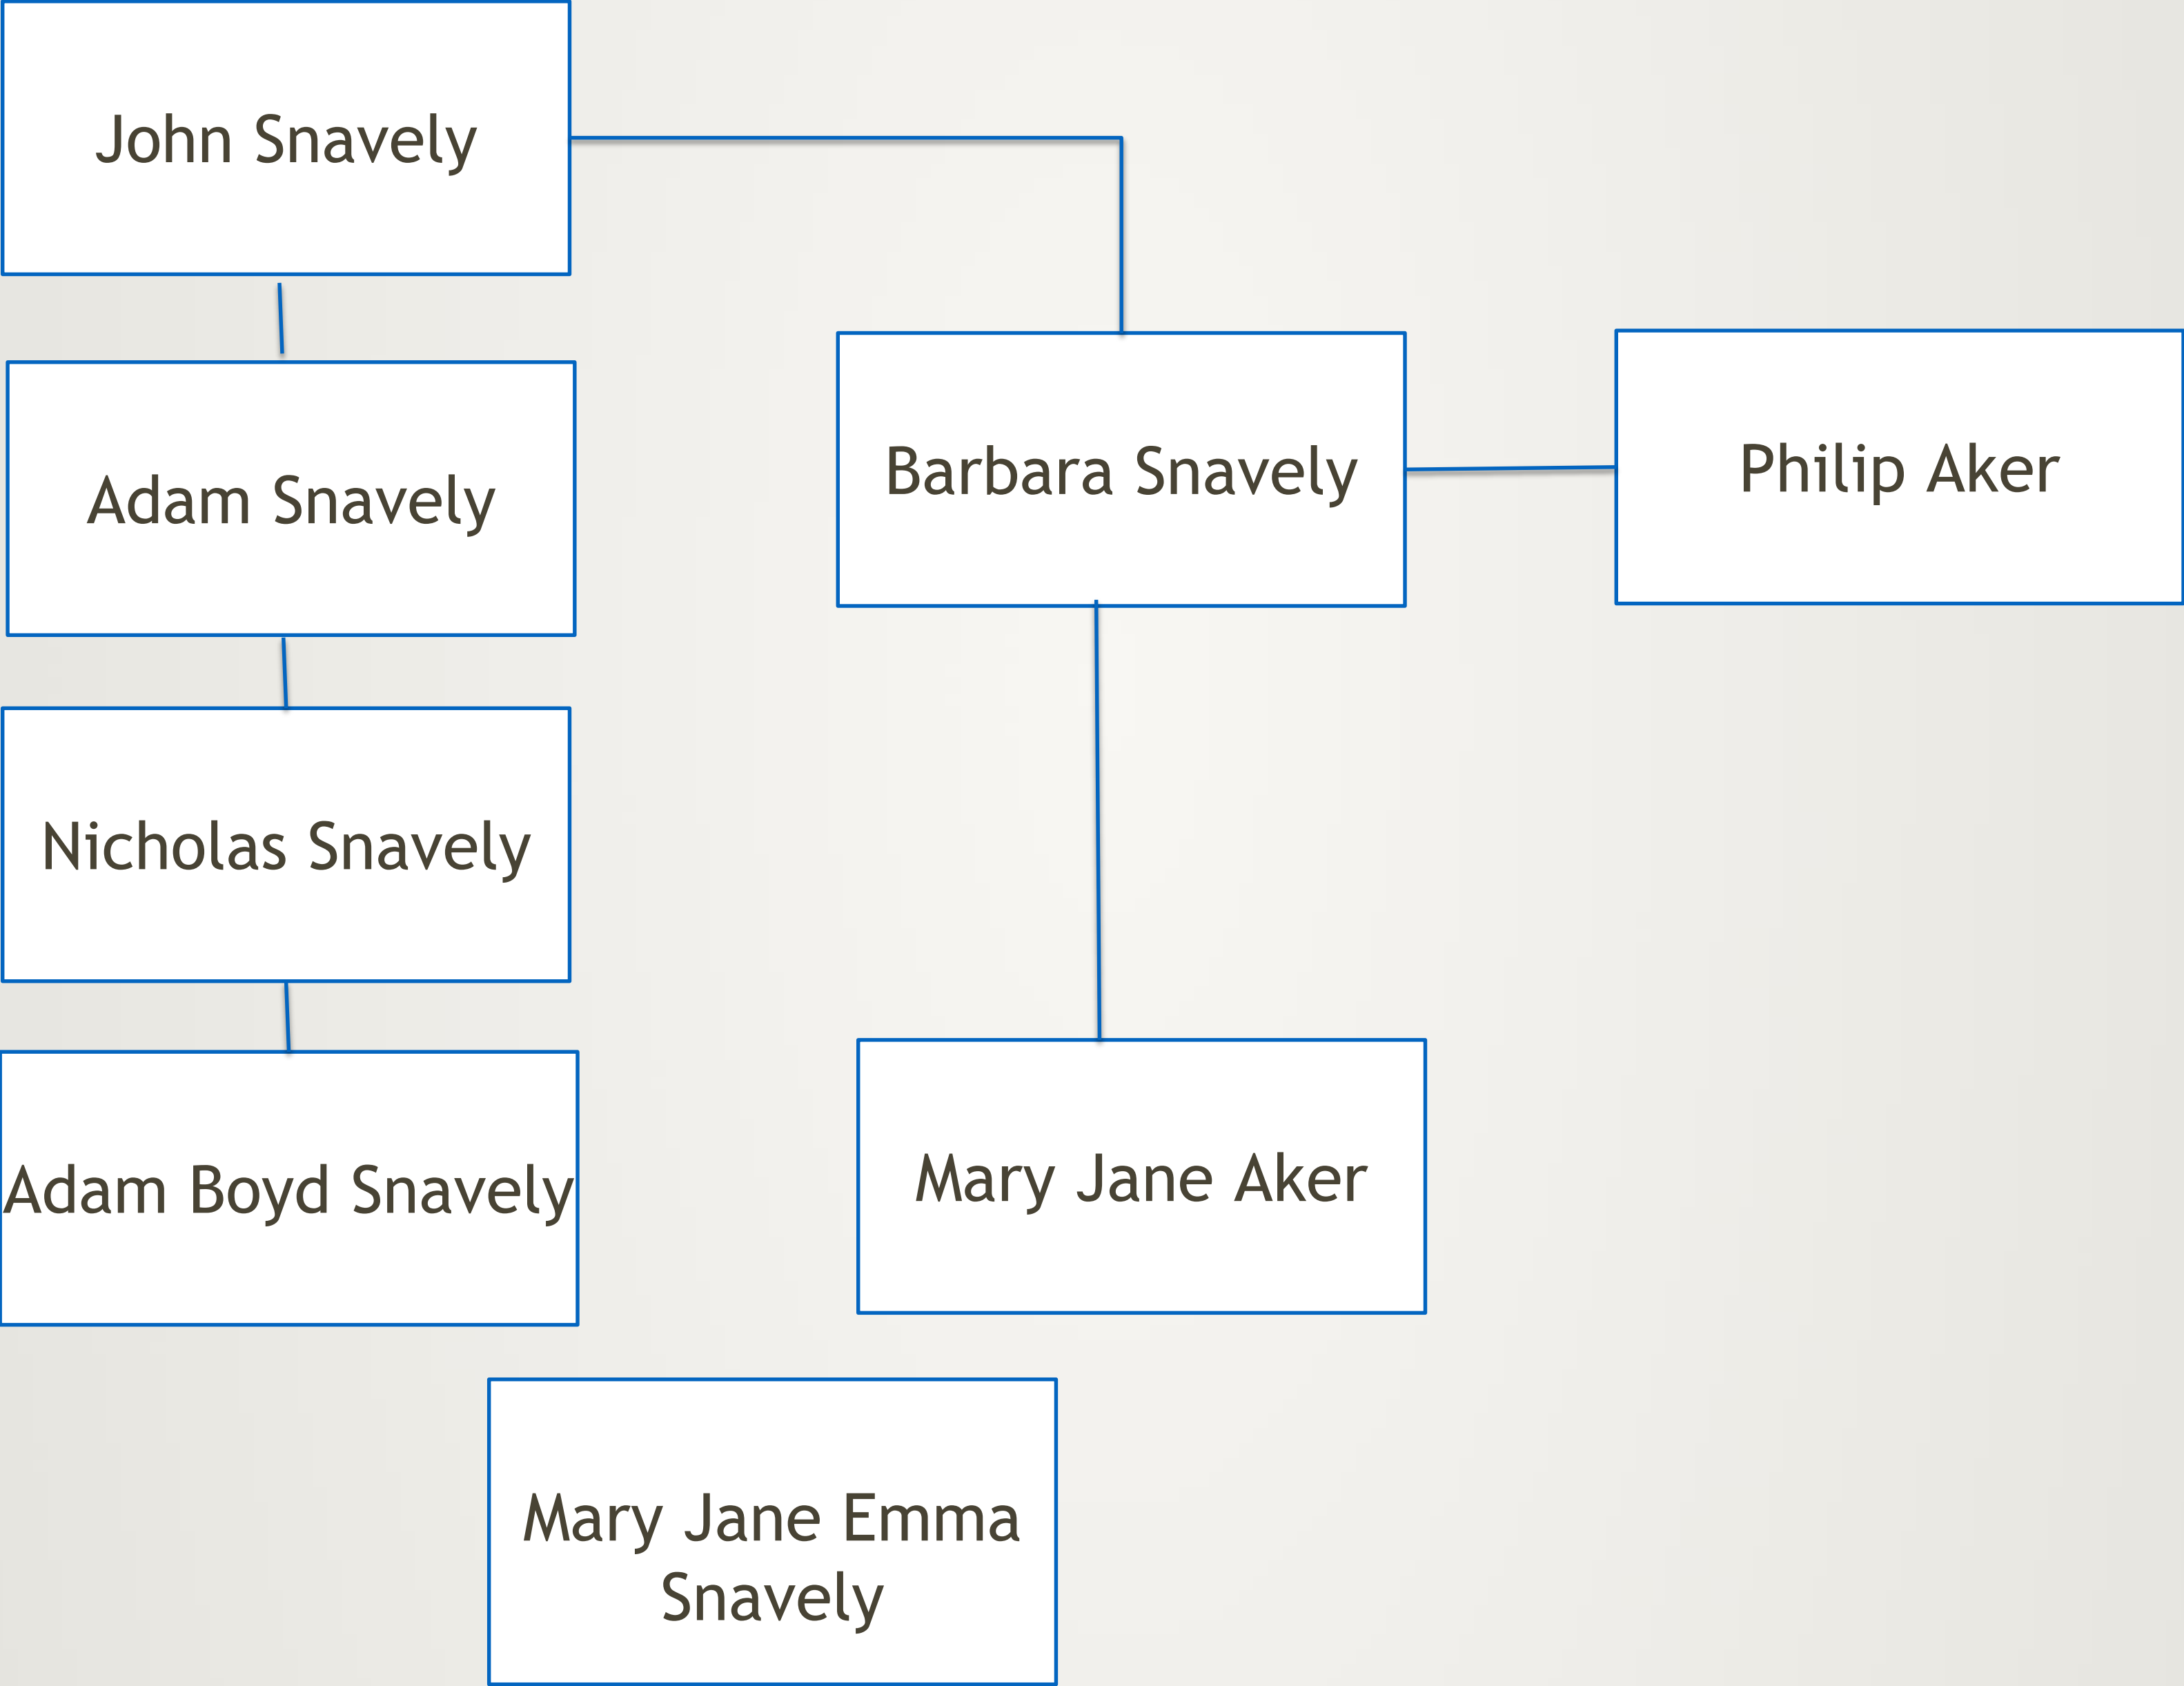 John Snavely
Adam Snavely
Barbara Snavely
Philip Aker
Nicholas Snavely
Adam Boyd Snavely
Mary Jane Aker
Mary Jane Emma
Snavely